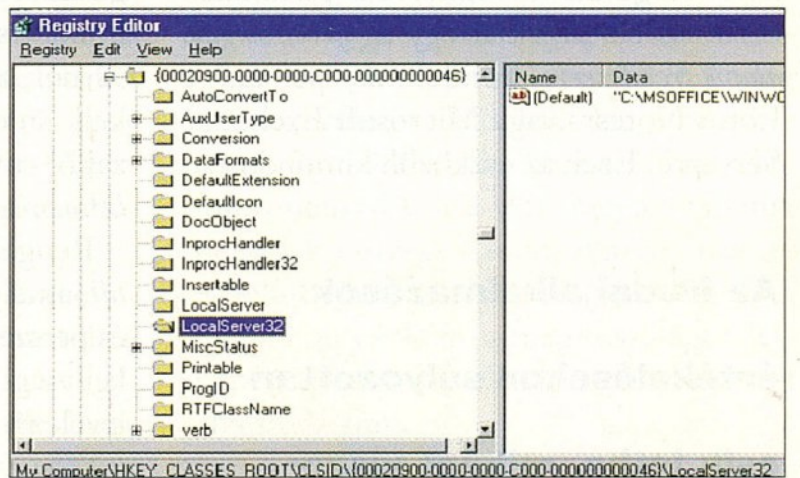 Registry Editor
Registry Edit View Help
{00020900-0000-0000-C000-000000000046}
AutoConvertTo
AuxUserType
Conversion
DataFormats
DefaultExtension
DefaultIcon
DocObject
InprocHandler
InprocHandler32
Insertable
LocalServer
LocalServer32
MiscStatus
Printable
ProgID
RTFClassName
verb
Name Data
ab (Default) "C:\MSOFFICE\WINWO
My Computer\HKEY_CLASSES_ROOT\CLSID\{00020900-0000-0000-C000-000000000046}\LocalServer32